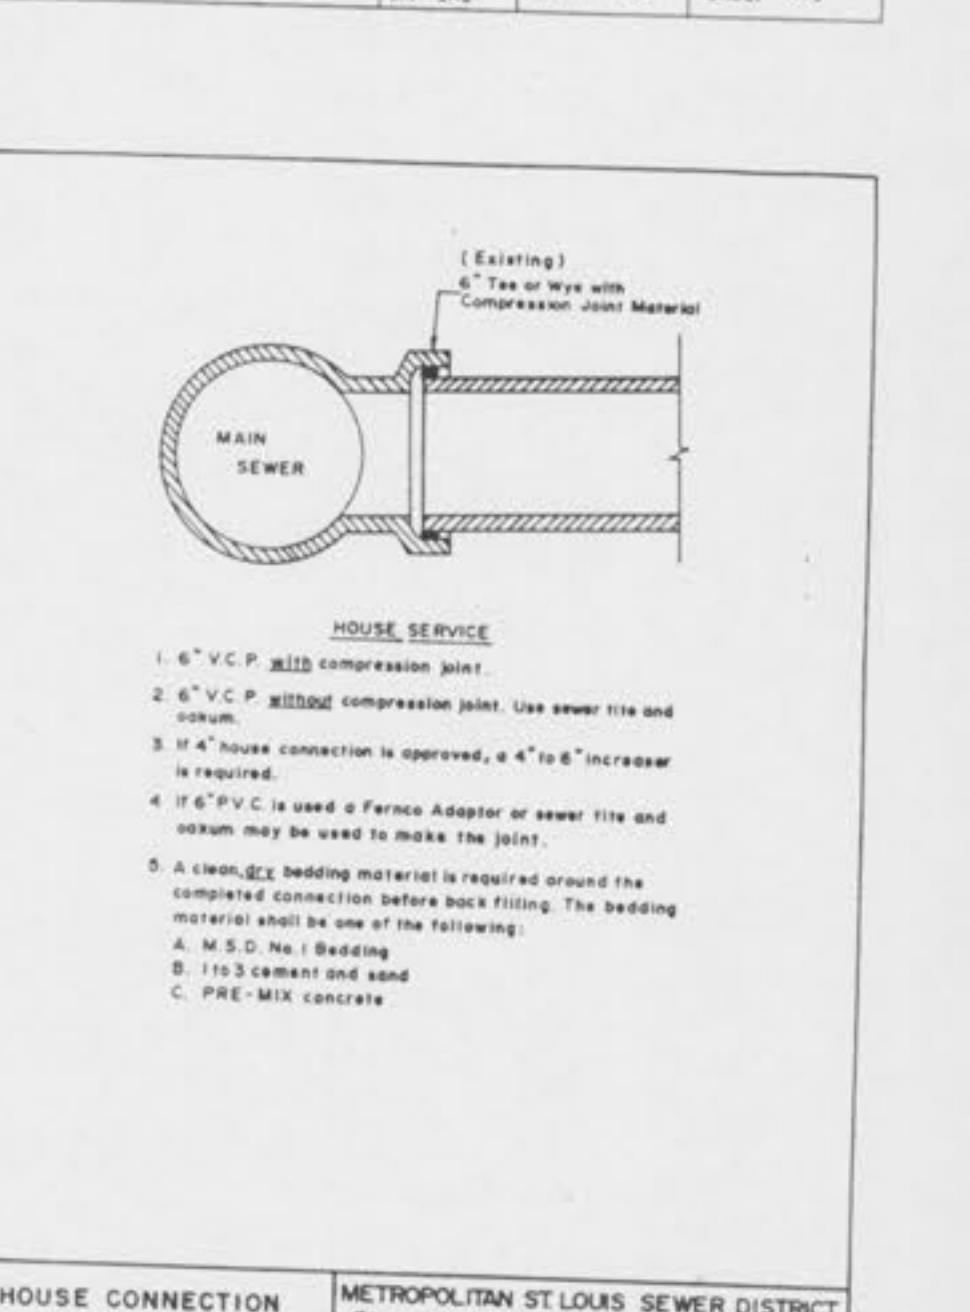 (Existing)
6" Tee or Wye with
Compression Joint Material
MAIN
SEWER
HOUSE SERVICE
1. 6" V.C.P. with compression joint.
2. 6" V.C.P. without compression joint. Use sewer tite and
oakum.
3. If 4" house connection is approved, a 4" to 6" increaser
is required.
4. If 6" P.V.C. is used a Fernco Adaptor or sewer tite and
oakum may be used to make the joint.
5. A clean, dry bedding material is required around the
completed connection before back filling. The bedding
material shall be one of the following:
A. M.S.D. No. 1 Bedding
B. 1 to 3 cement and sand
C. PRE-MIX concrete
HOUSE CONNECTION
METROPOLITAN ST. LOUIS SEWER DISTRICT